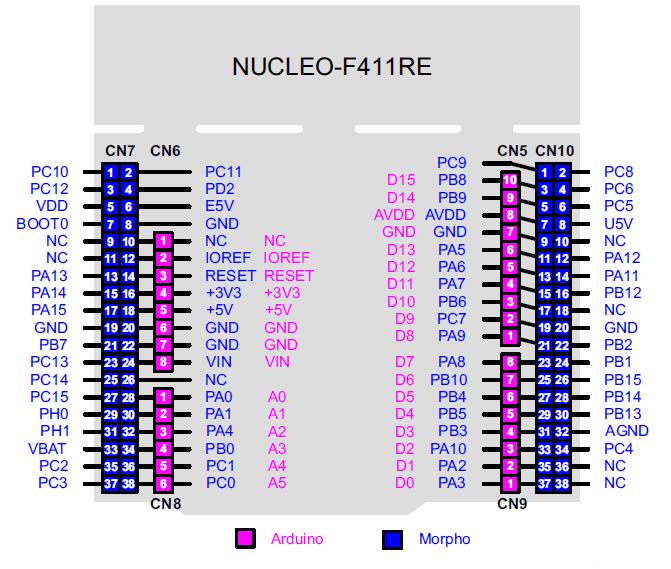 NUCLEO-F411RE
CN7 CN6 CN5 CN10
PC9
PC10 1 2 PC11 D15 PB8 10 1 2 PC8
PC12 3 4 PD2 D14 PB9 9 3 4 PC6
VDD 5 6 E5V AVDD AVDD 8 5 6 PC5
BOOT0 7 8 GND GND GND 7 7 8 U5V
NC 9 10 1 NC NC D13 PA5 6 9 10 NC
NC 11 12 2 IOREF IOREF D12 PA6 5 11 12 PA12
PA13 13 14 3 RESET RESET D11 PA7 4 13 14 PA11
PA14 15 16 4 +3V3 +3V3 D10 PB6 3 15 16 PB12
PA15 17 18 5 +5V +5V D9 PC7 2 17 18 NC
GND 19 20 6 GND GND D8 PA9 1 19 20 GND
PB7 21 22 7 GND GND 21 22 PB2
PC13 23 24 8 VIN VIN D7 PA8 8 23 24 PB1
PC14 25 26 NC D6 PB10 7 25 26 PB15
PC15 27 28 1 PA0 A0 D5 PB4 6 27 28 PB14
PH0 29 30 2 PA1 A1 D4 PB5 5 29 30 PB13
PH1 31 32 3 PA4 A2 D3 PB3 4 31 32 AGND
VBAT 33 34 4 PB0 A3 D2 PA10 3 33 34 PC4
PC2 35 36 5 PC1 A4 D1 PA2 2 35 36 NC
PC3 37 38 6 PC0 A5 D0 PA3 1 37 38 NC
CN8 CN9
Arduino Morpho